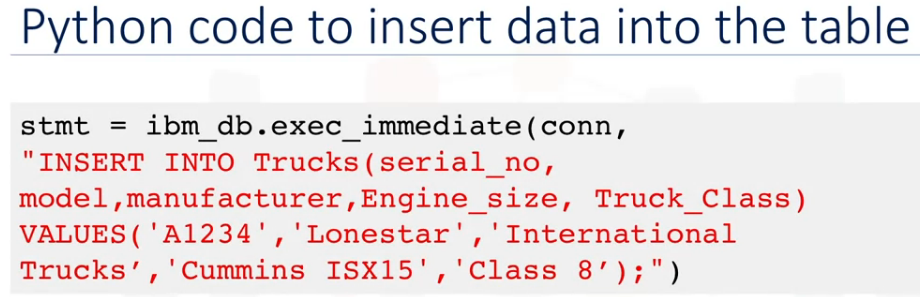 Python code to insert data into the table
stmt = ibm_db.exec_immediate(conn,
"INSERT INTO Trucks(serial_no,
model,manufacturer,Engine_size, Truck_Class)
VALUES('A1234','Lonestar','International
Trucks’,'Cummins ISX15','Class 8’);")